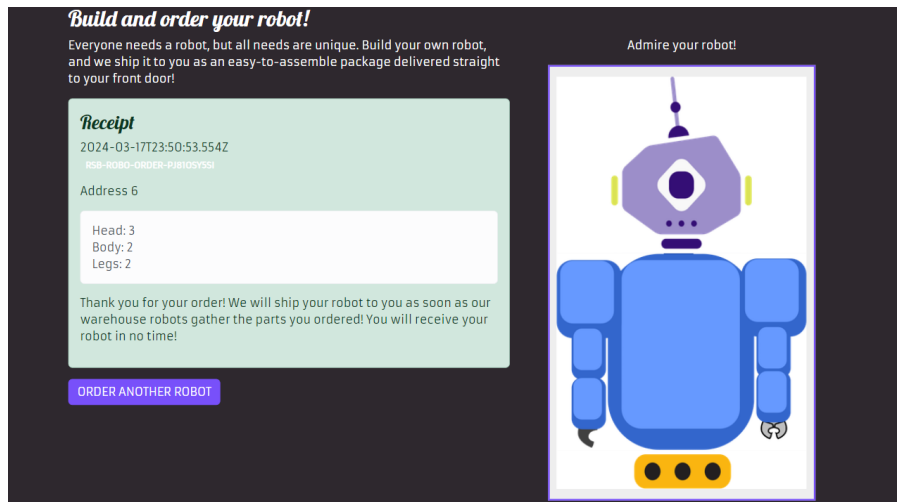 Build and order your robot!
Everyone needs a robot, but all needs are unique. Build your own robot,
and we ship it to you as an easy-to-assemble package delivered straight
to your front door!
Admire your robot!
Receipt
2024-03-17T23:50:53.554Z
RSB-ROBO-ORDER-PJ81OSY55I
Address 6
Head: 3
Body: 2
Legs: 2
Thank you for your order! We will ship your robot to you as soon as our
warehouse robots gather the parts you ordered! You will receive your
robot in no time!
ORDER ANOTHER ROBOT